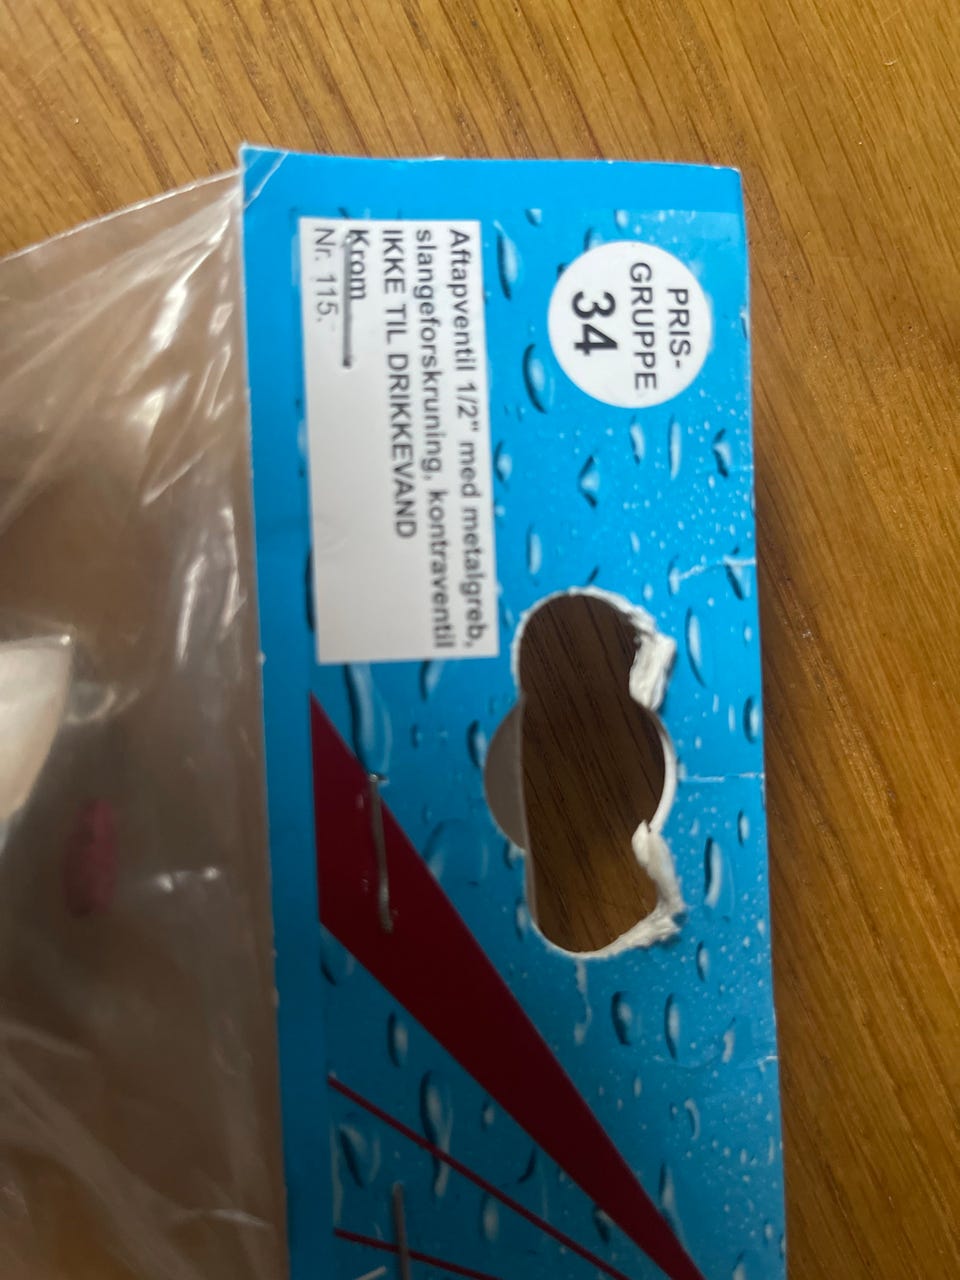 PRIS-
GRUPPE
34
Aftapventil 1/2" med metalgreb,
slangeforskruning, kontraventil
IKKE TIL DRIKKEVAND
Krom
Nr. 115.